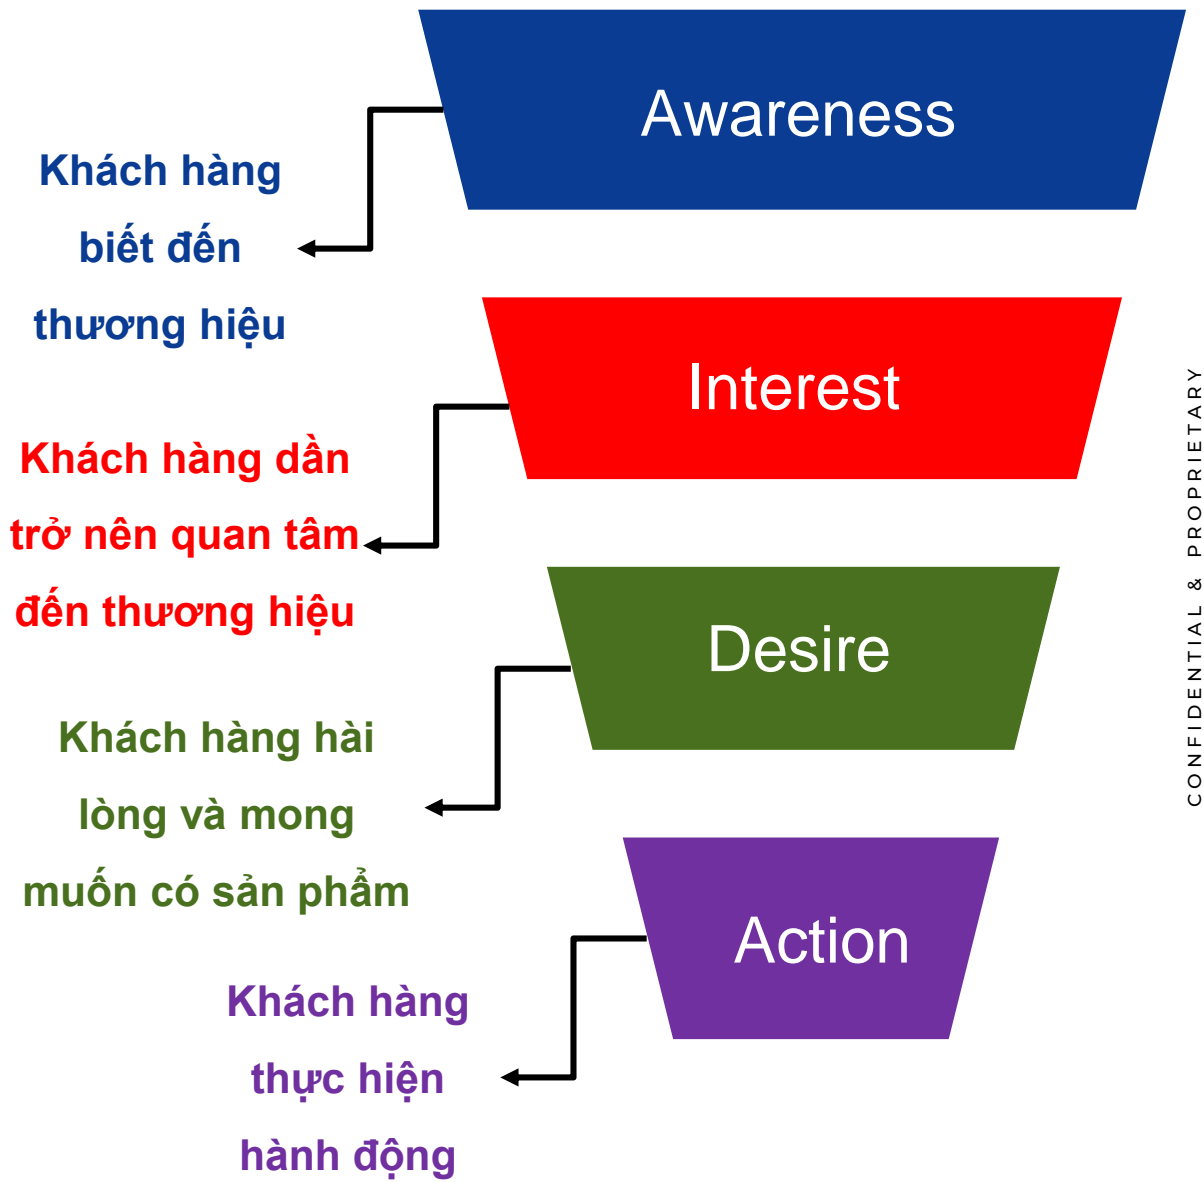 Awareness
Khách hàng
biết đến
thương hiệu
Interest
Khách hàng dần
trở nên quan tâm
đến thương hiệu
Desire
Khách hàng hài
lòng và mong
muốn có sản phẩm
Action
Khách hàng
thực hiện
hành động
CONFIDENTIAL & PROPRIETARY